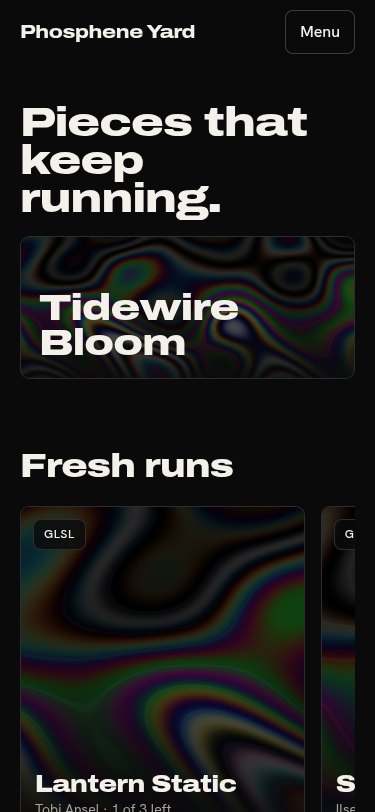 Phosphene Yard
Menu
Pieces that
keep
running.
Tidewire
Bloom
Fresh runs
GLSL
Lantern Static
Tobi Ansel · 1 of 3 left